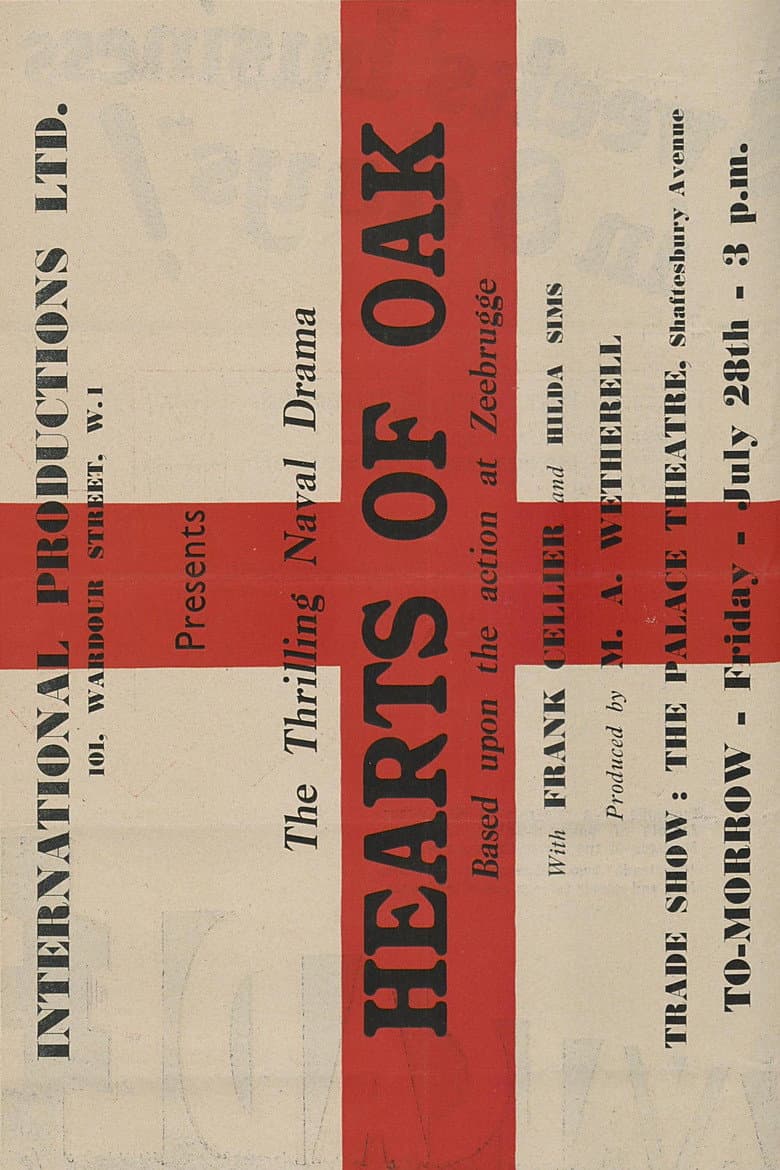 INTERNATIONAL PRODUCTIONS LTD.
101, WARDOUR STREET, W.1
Presents
The Thrilling Naval Drama
HEARTS OF OAK
Based upon the action at Zeebrugge
With FRANK CELLIER and HILDA SIMS
Produced by M. A. WETHERELL
TRADE SHOW : THE PALACE THEATRE, Shaftesbury Avenue
TO-MORROW - Friday - July 28th - 3 p.m.